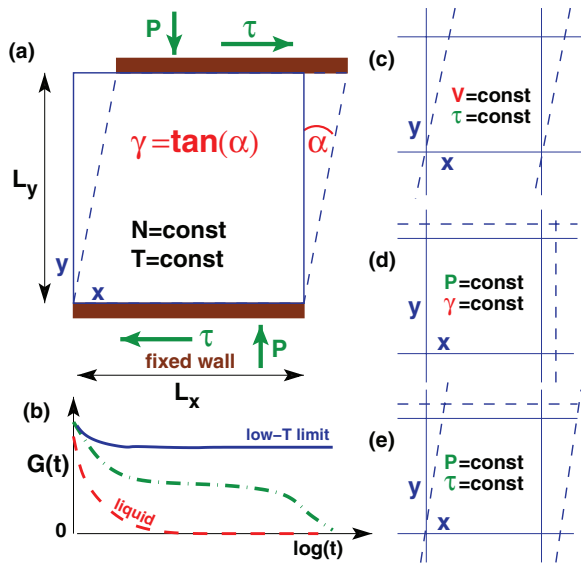 (a)
P
τ
γ=tan(α)
α
L_y
N=const
T=const
y
x
τ
P
fixed wall
L_x
(b)
G(t)
low-T limit
liquid
0
log(t)
(c)
V=const
τ=const
y
x
(d)
P=const
γ=const
y
x
(e)
P=const
τ=const
y
x